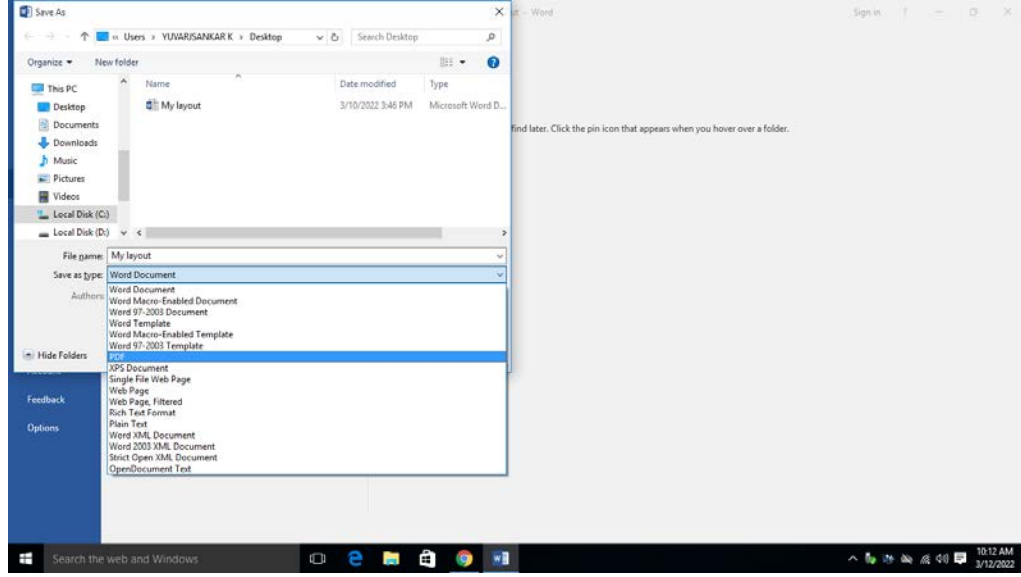 Save As
ut - Word
Sign in ?
« Users › YUVARJSANKAR K › Desktop
Search Desktop
Organize
New folder
This PC
Desktop
Documents
Downloads
Music
Pictures
Videos
Local Disk (C:)
Local Disk (D:)
Name
Date modified
Type
My layout
3/10/2022 3:46 PM
Microsoft Word D...
find later. Click the pin icon that appears when you hover over a folder.
File name: My layout
Save as type: Word Document
Authors
Word Document
Word Macro-Enabled Document
Word 97-2003 Document
Word Template
Word Macro-Enabled Template
Word 97-2003 Template
PDF
XPS Document
Single File Web Page
Web Page
Web Page, Filtered
Rich Text Format
Plain Text
Word XML Document
Word 2003 XML Document
Strict Open XML Document
OpenDocument Text
Hide Folders
Feedback
Options
Search the web and Windows
10:12 AM
3/12/2022